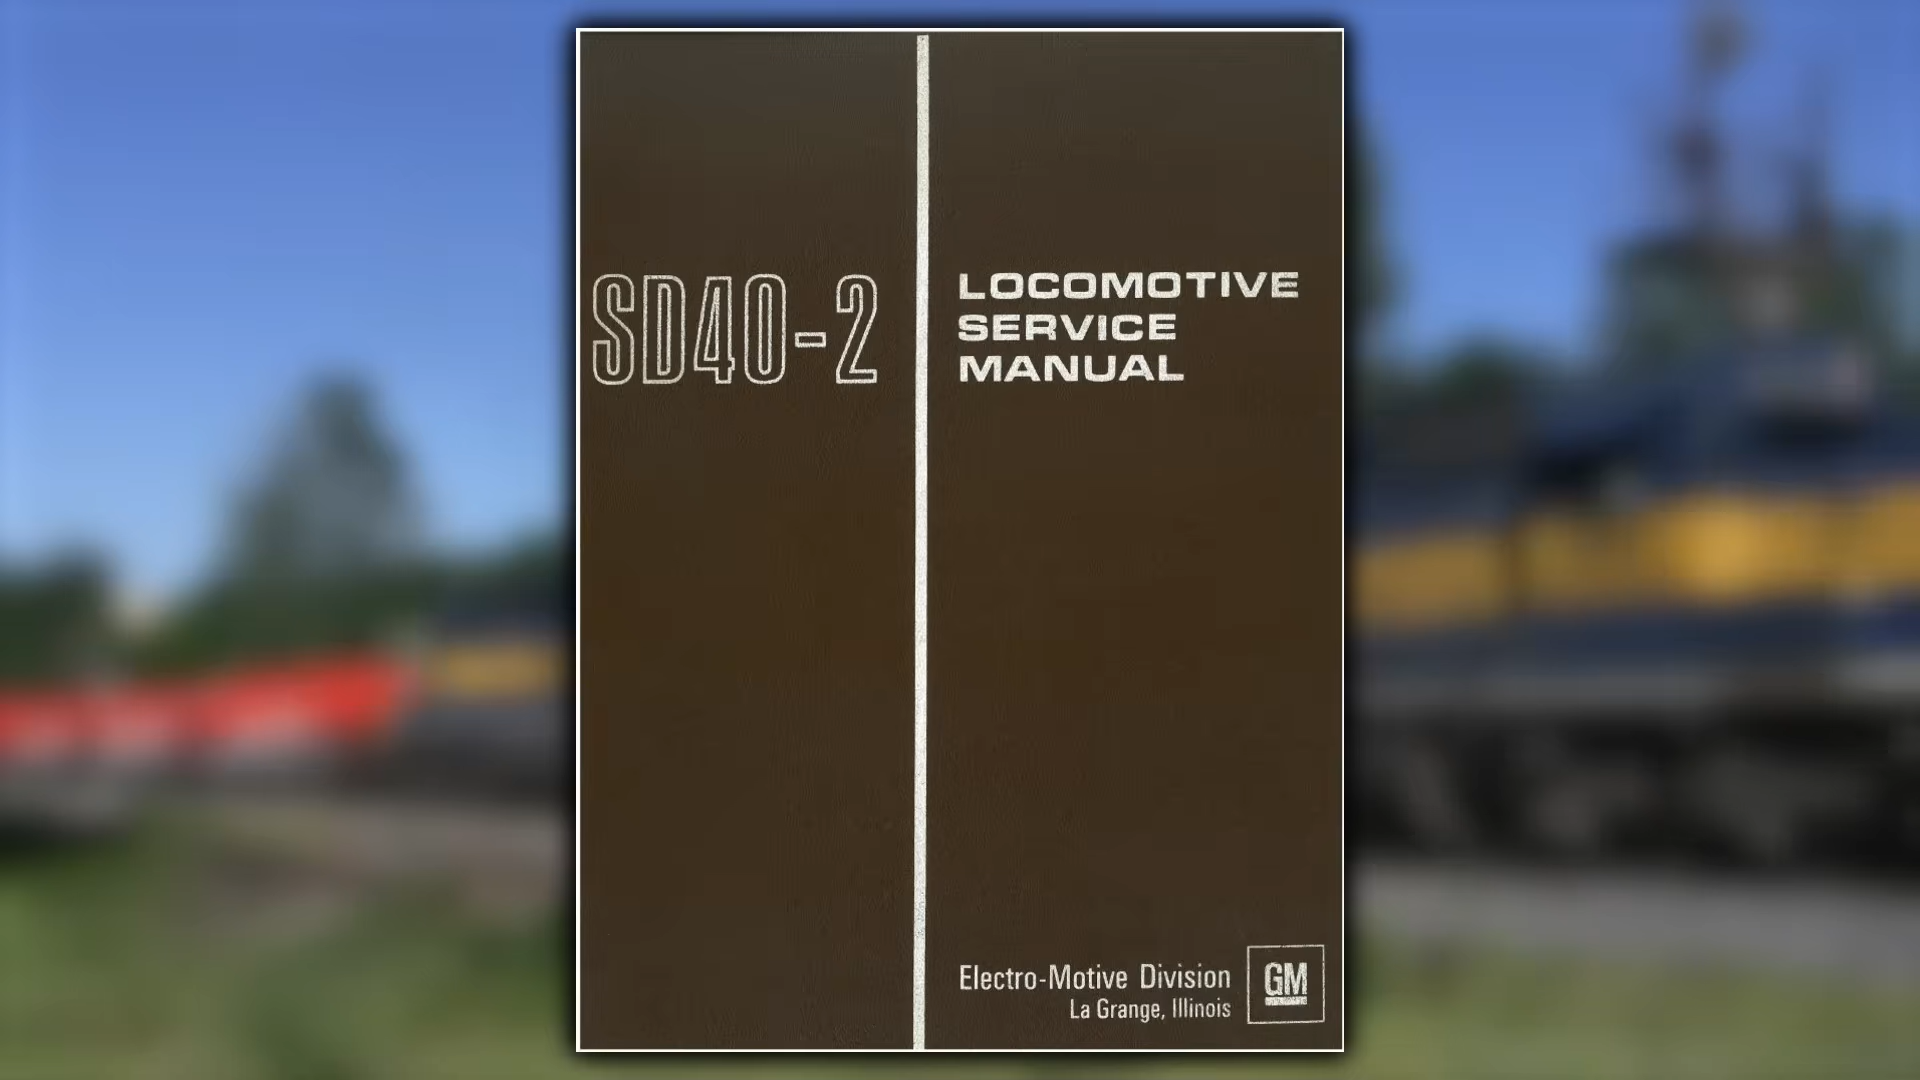 SD40-2
LOCOMOTIVE
SERVICE
MANUAL
Electro-Motive Division
La Grange, Illinois
GM